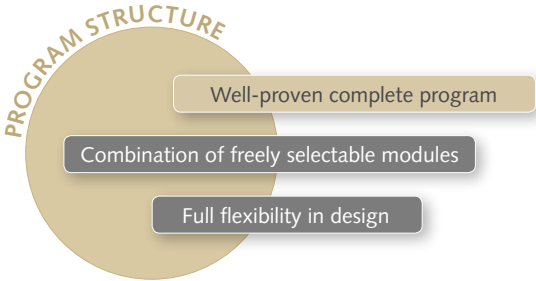 PROGRAM STRUCTURE
Well-proven complete program
Combination of freely selectable modules
Full flexibility in design